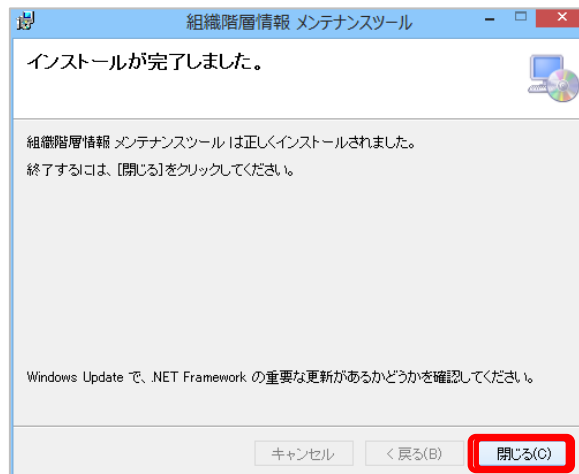 組織階層情報 メンテナンスツール
インストールが完了しました。
組織階層情報 メンテナンスツール は正しくインストールされました。
終了するには、[閉じる]をクリックしてください。
Windows Update で、.NET Framework の重要な更新があるかどうかを確認してください。
キャンセル < 戻る(B) 閉じる(C)